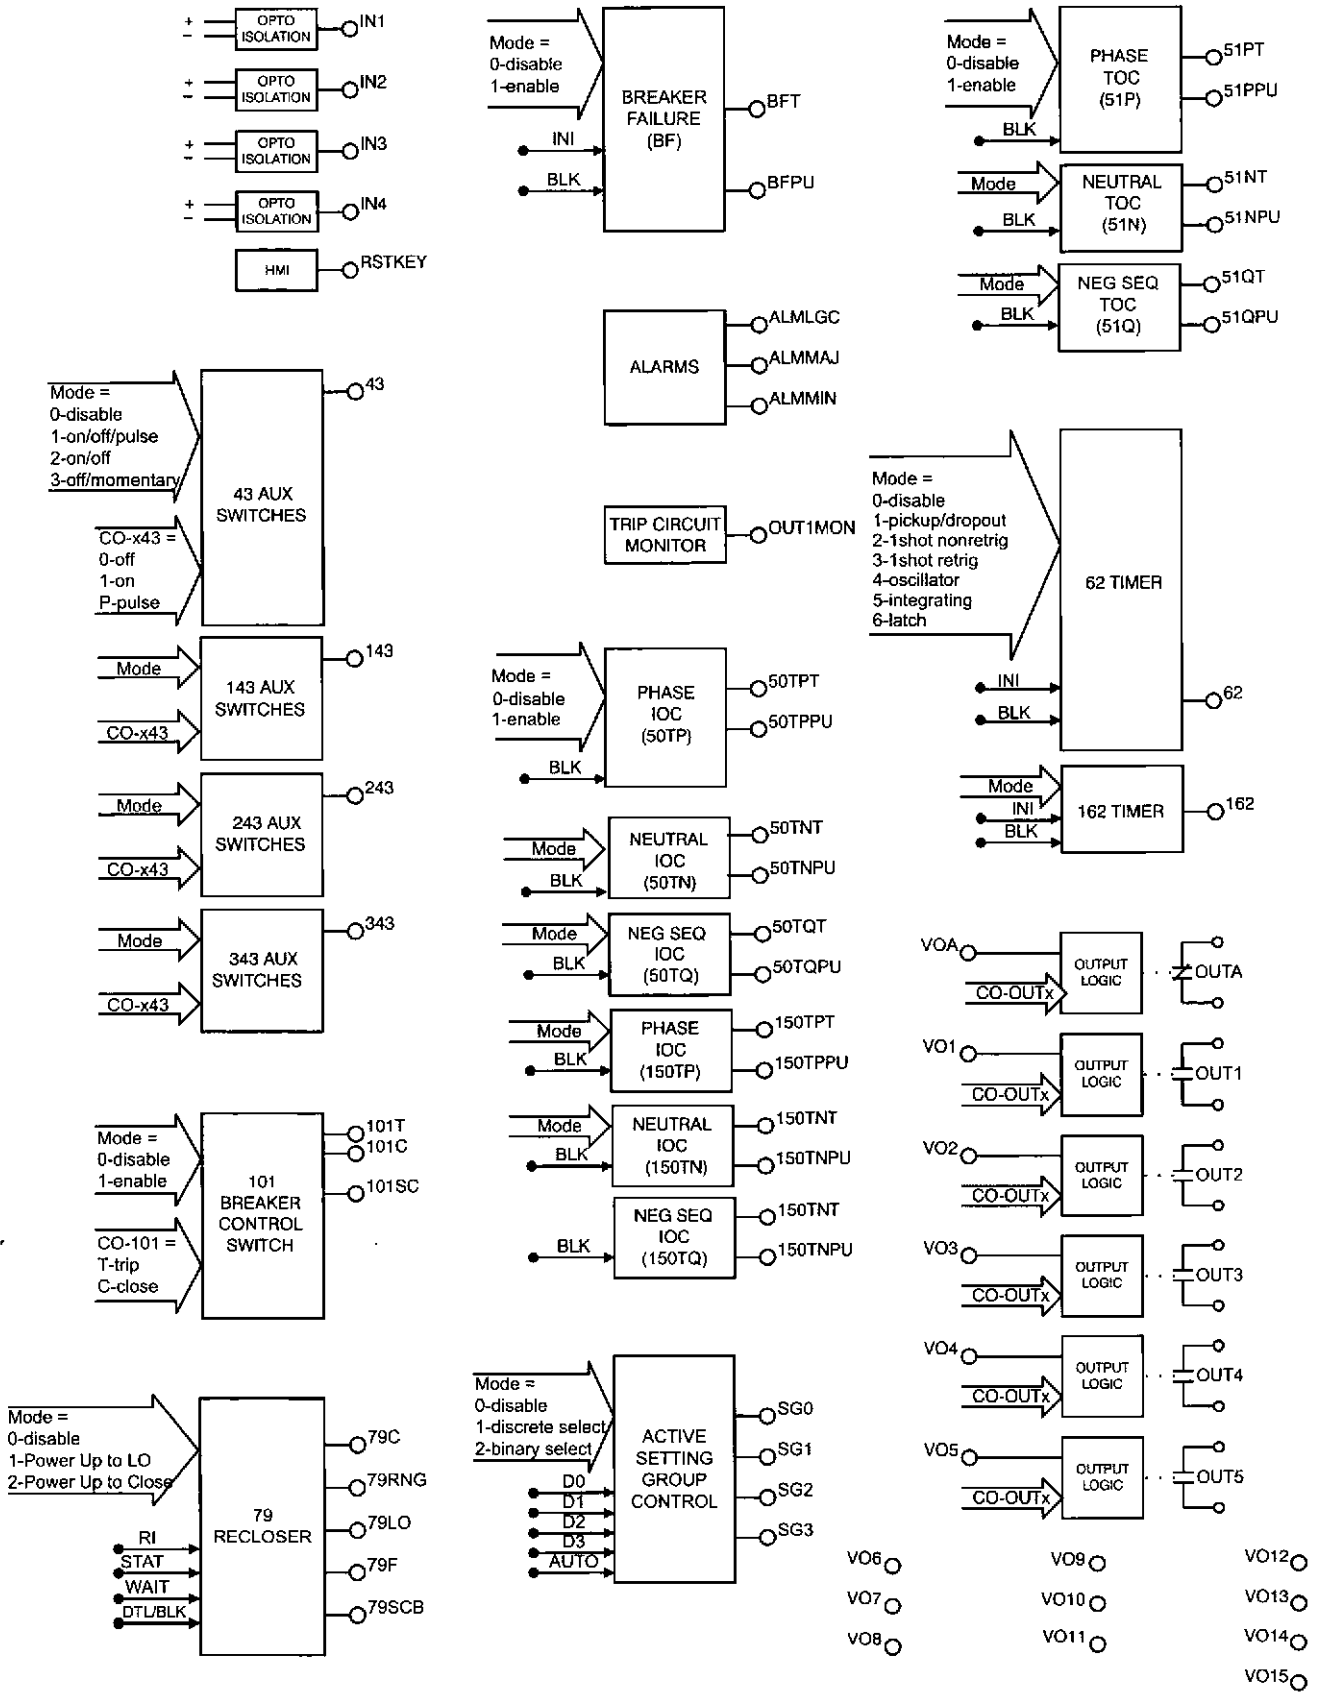 +
−
OPTO
ISOLATION
IN1
+
−
OPTO
ISOLATION
IN2
+
−
OPTO
ISOLATION
IN3
+
−
OPTO
ISOLATION
IN4
HMI
RSTKEY
Mode =
0-disable
1-on/off/pulse
2-on/off
3-off/momentary
CO-x43 =
0-off
1-on
P-pulse
43 AUX
SWITCHES
43
Mode
CO-x43
143 AUX
SWITCHES
143
Mode
CO-x43
243 AUX
SWITCHES
243
Mode
CO-x43
343 AUX
SWITCHES
343
Mode =
0-disable
1-enable
CO-101 =
T-trip
C-close
101
BREAKER
CONTROL
SWITCH
101T
101C
101SC
Mode =
0-disable
1-Power Up to LO
2-Power Up to Close
RI
STAT
WAIT
DTL/BLK
79
RECLOSER
79C
79RNG
79LO
79F
79SCB
Mode =
0-disable
1-enable
INI
BLK
BREAKER
FAILURE
(BF)
BFT
BFPU
ALARMS
ALMLGC
ALMMAJ
ALMMIN
TRIP CIRCUIT
MONITOR
OUT1MON
Mode =
0-disable
1-enable
BLK
PHASE
IOC
(50TP)
50TPT
50TPPU
Mode
BLK
NEUTRAL
IOC
(50TN)
50TNT
50TNPU
Mode
BLK
NEG SEQ
IOC
(50TQ)
50TQT
50TQPU
Mode
BLK
PHASE
IOC
(150TP)
150TPT
150TPPU
Mode
BLK
NEUTRAL
IOC
(150TN)
150TNT
150TNPU
BLK
NEG SEQ
IOC
(150TQ)
150TNT
150TNPU
Mode =
0-disable
1-discrete select
2-binary select
D0
D1
D2
D3
AUTO
ACTIVE
SETTING
GROUP
CONTROL
SG0
SG1
SG2
SG3
Mode =
0-disable
1-enable
BLK
PHASE
TOC
(51P)
51PT
51PPU
Mode
BLK
NEUTRAL
TOC
(51N)
51NT
51NPU
Mode
BLK
NEG SEQ
TOC
(51Q)
51QT
51QPU
Mode =
0-disable
1-pickup/dropout
2-1shot nonretrig
3-1shot retrig
4-oscillator
5-integrating
6-latch
INI
BLK
62 TIMER
62
Mode
INI
BLK
162 TIMER
162
VOA
CO-OUTx
OUTPUT
LOGIC
OUTA
VO1
CO-OUTx
OUTPUT
LOGIC
OUT1
VO2
CO-OUTx
OUTPUT
LOGIC
OUT2
VO3
CO-OUTx
OUTPUT
LOGIC
OUT3
VO4
CO-OUTx
OUTPUT
LOGIC
OUT4
VO5
CO-OUTx
OUTPUT
LOGIC
OUT5
VO6
VO7
VO8
VO9
VO10
VO11
VO12
VO13
VO14
VO15